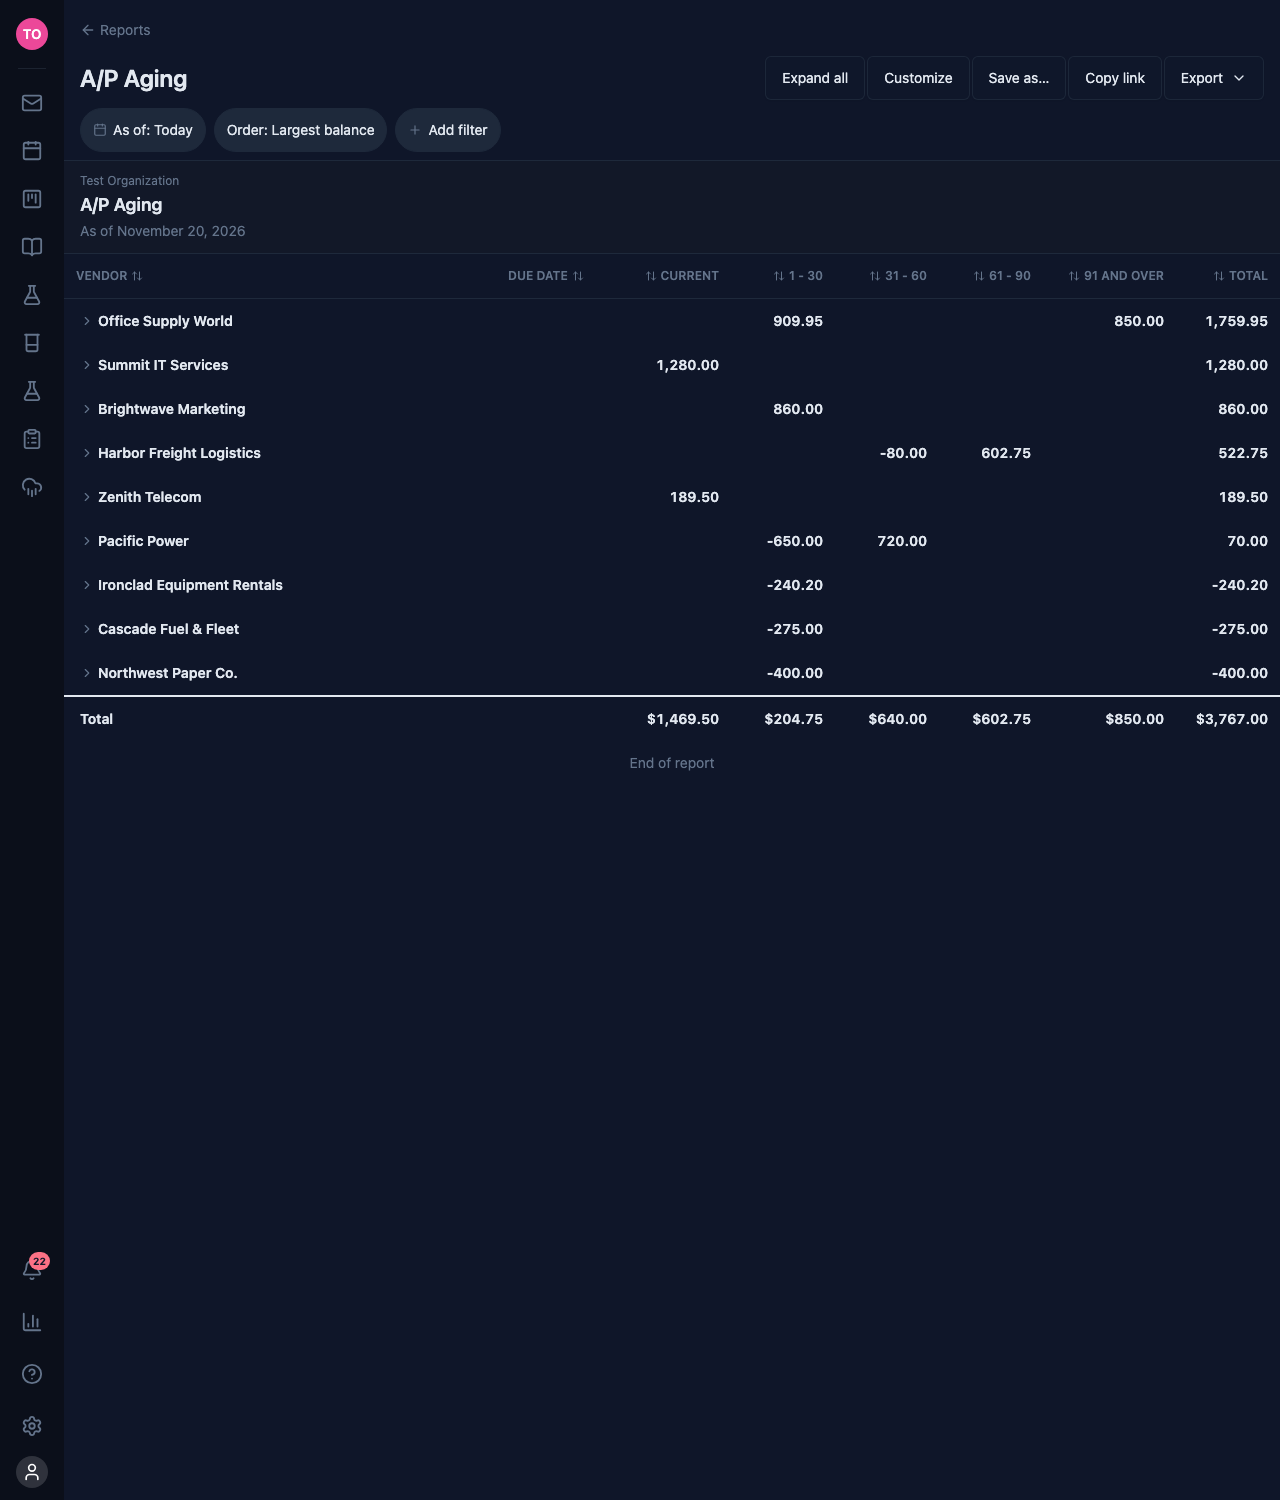 TO
Reports
A/P Aging
Expand all
Customize
Save as...
Copy link
Export
As of: Today
Order: Largest balance
Add filter
Test Organization
A/P Aging
As of November 20, 2026
VENDOR DUE DATE CURRENT 1 - 30 31 - 60 61 - 90 91 AND OVER TOTAL
Office Supply World 909.95 850.00 1,759.95
Summit IT Services 1,280.00 1,280.00
Brightwave Marketing 860.00 860.00
Harbor Freight Logistics -80.00 602.75 522.75
Zenith Telecom 189.50 189.50
Pacific Power -650.00 720.00 70.00
Ironclad Equipment Rentals -240.20 -240.20
Cascade Fuel & Fleet -275.00 -275.00
Northwest Paper Co. -400.00 -400.00
Total $1,469.50 $204.75 $640.00 $602.75 $850.00 $3,767.00
End of report
22